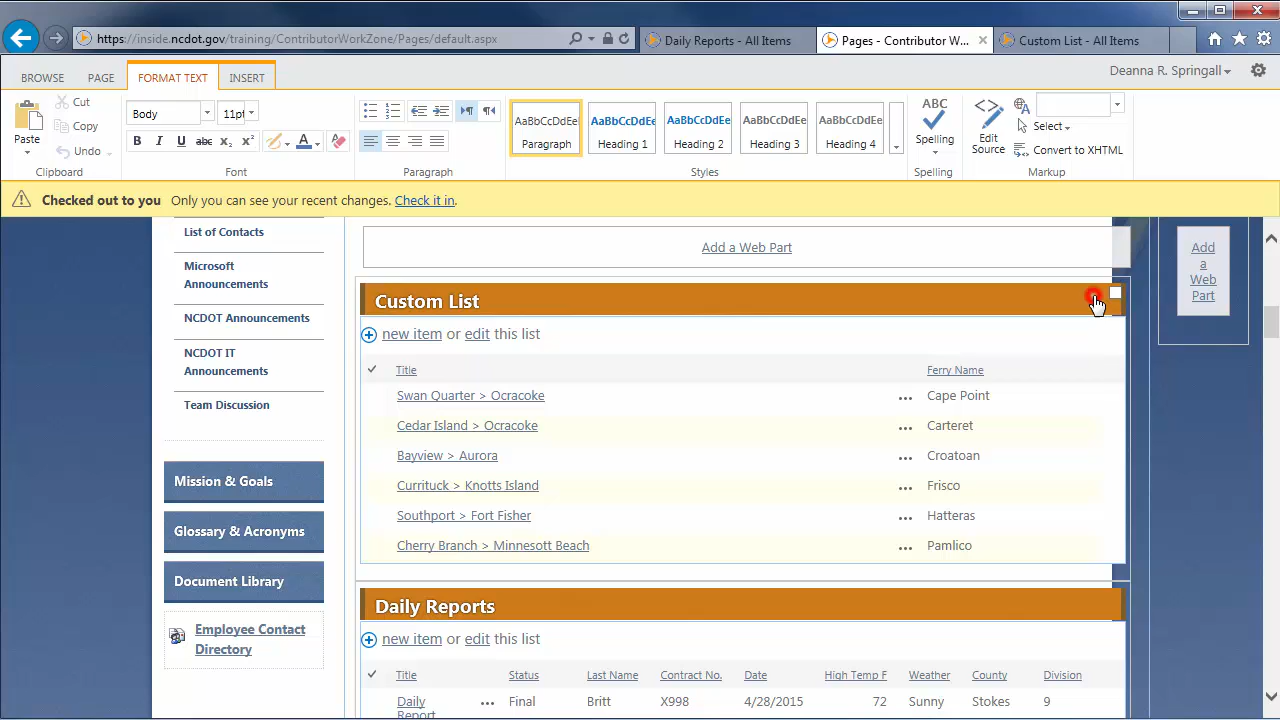 https://inside.ncdot.gov/training/ContributorWorkZone/Pages/default.aspx
Daily Reports - All Items
Pages - Contributor W...
Custom List - All Items
BROWSE PAGE FORMAT TEXT INSERT
Deanna R. Springall
Paste
Cut
Copy
Undo
Clipboard
Body
11pt
B I U abc x₂ x²
A
Font
Paragraph
AaBbCcDdEe
Paragraph
AaBbCcDdEe
Heading 1
AaBbCcDdEe
Heading 2
AaBbCcDdEe
Heading 3
AaBbCcDdEe
Heading 4
Styles
ABC
Spelling
Spelling
Edit
Source
Select
Convert to XHTML
Markup
Checked out to you Only you can see your recent changes. Check it in.
List of Contacts
Microsoft
Announcements
NCDOT Announcements
NCDOT IT
Announcements
Team Discussion
Mission & Goals
Glossary & Acronyms
Document Library
Employee Contact
Directory
Add a Web Part
Custom List
new item or edit this list
Title Ferry Name
Swan Quarter > Ocracoke ... Cape Point
Cedar Island > Ocracoke ... Carteret
Bayview > Aurora ... Croatoan
Currituck > Knotts Island ... Frisco
Southport > Fort Fisher ... Hatteras
Cherry Branch > Minnesott Beach ... Pamlico
Daily Reports
new item or edit this list
Title Status Last Name Contract No. Date High Temp F Weather County Division
Daily ... Final Britt X998 4/28/2015 72 Sunny Stokes 9
Report
Add
a
Web
Part